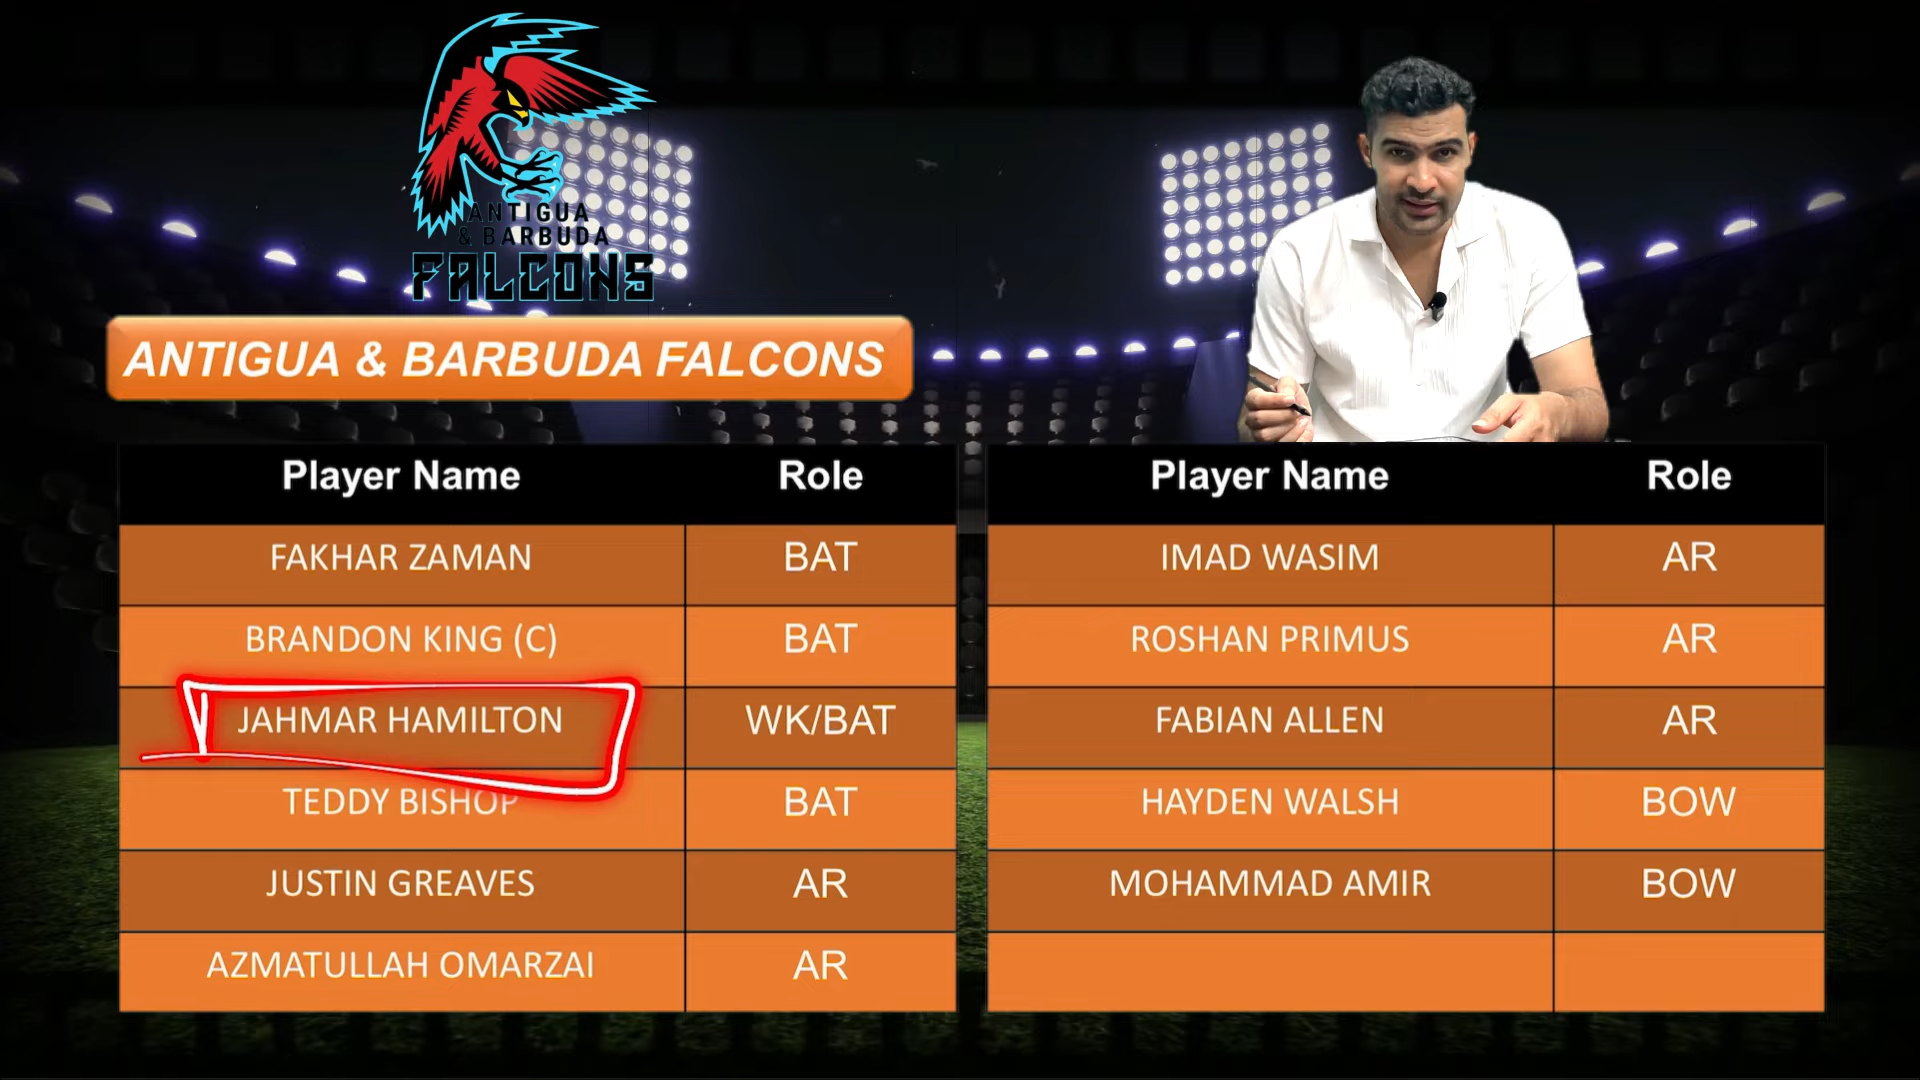 ANTIGUA
& BARBUDA
FALCONS
ANTIGUA & BARBUDA FALCONS
Player Name Role
FAKHAR ZAMAN BAT
BRANDON KING (C) BAT
JAHMAR HAMILTON WK/BAT
TEDDY BISHOP BAT
JUSTIN GREAVES AR
AZMATULLAH OMARZAI AR
Player Name Role
IMAD WASIM AR
ROSHAN PRIMUS AR
FABIAN ALLEN AR
HAYDEN WALSH BOW
MOHAMMAD AMIR BOW